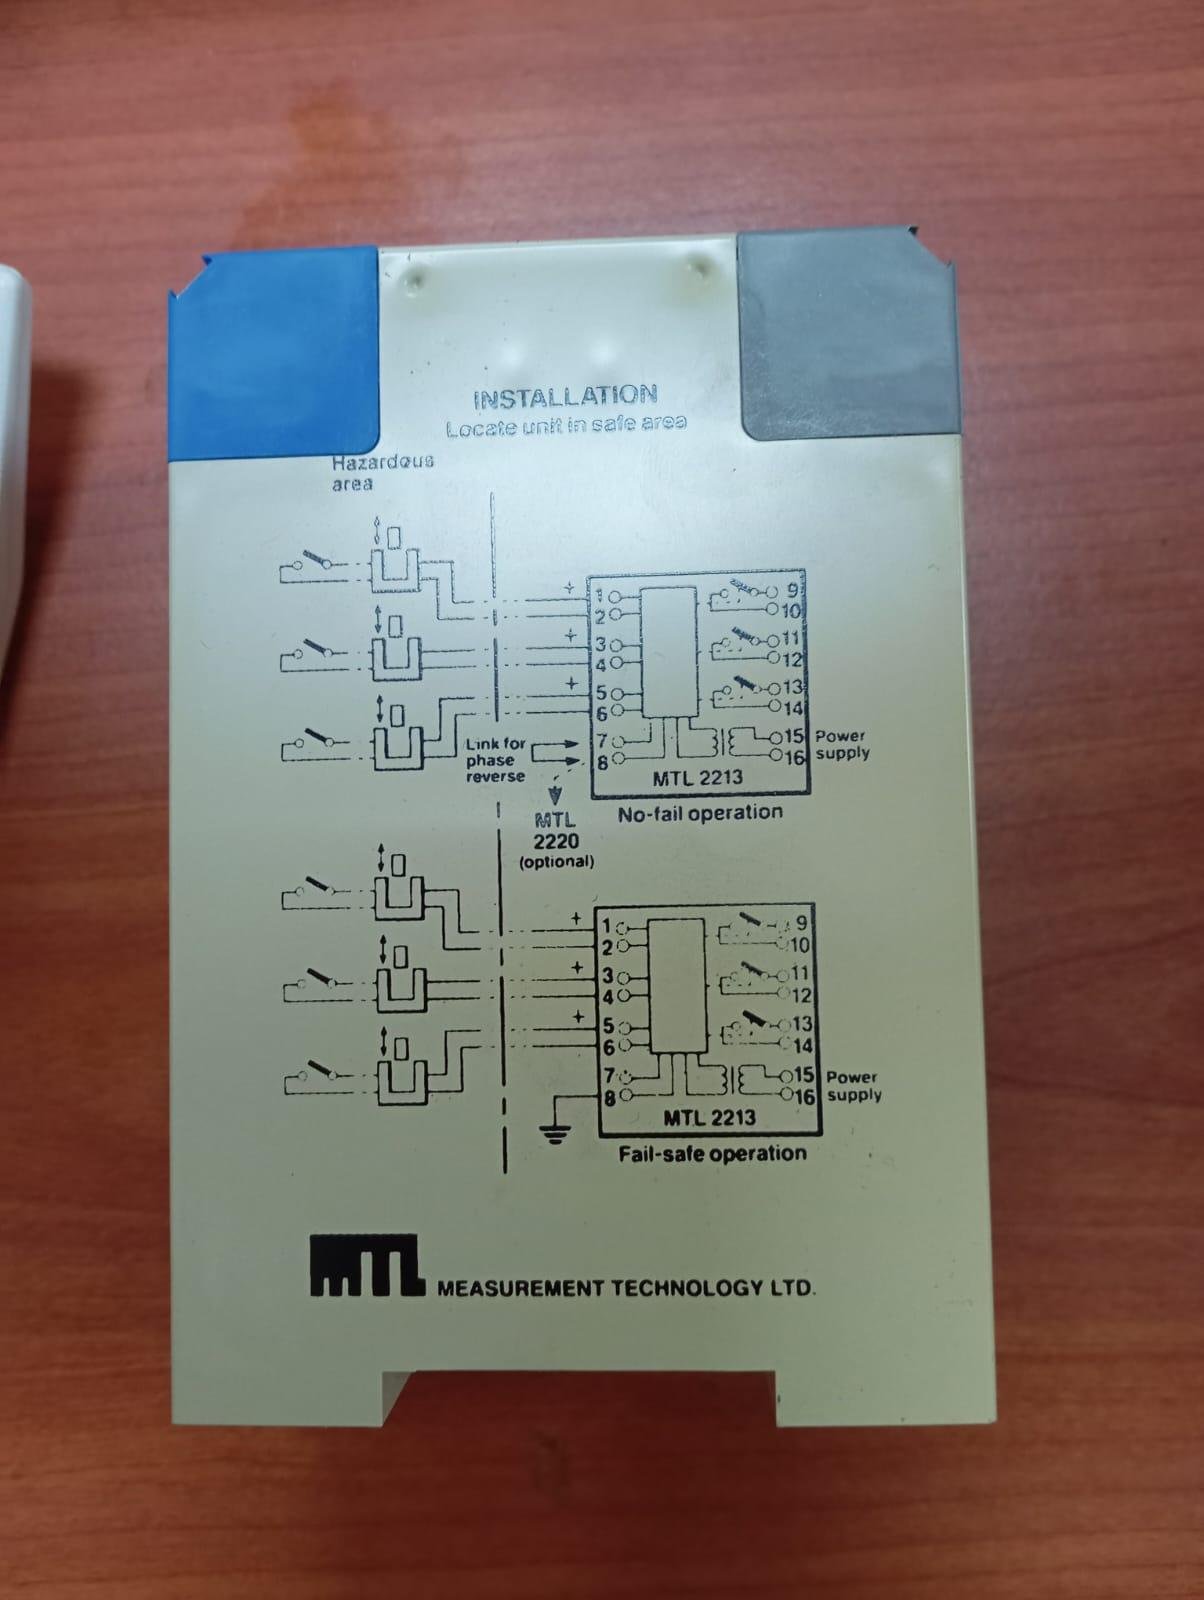 INSTALLATION
Locate unit in safe area
Hazardous
area
+
1
2
+
3
4
+
5
6
7
8
9
10
11
12
13
14
15
16
Power
supply
Link for
phase
reverse
MTL 2213
No-fail operation
MTL
2220
(optional)
+
1
2
+
3
4
+
5
6
7
8
9
10
11
12
13
14
15
16
Power
supply
MTL 2213
Fail-safe operation
MTL MEASUREMENT TECHNOLOGY LTD.